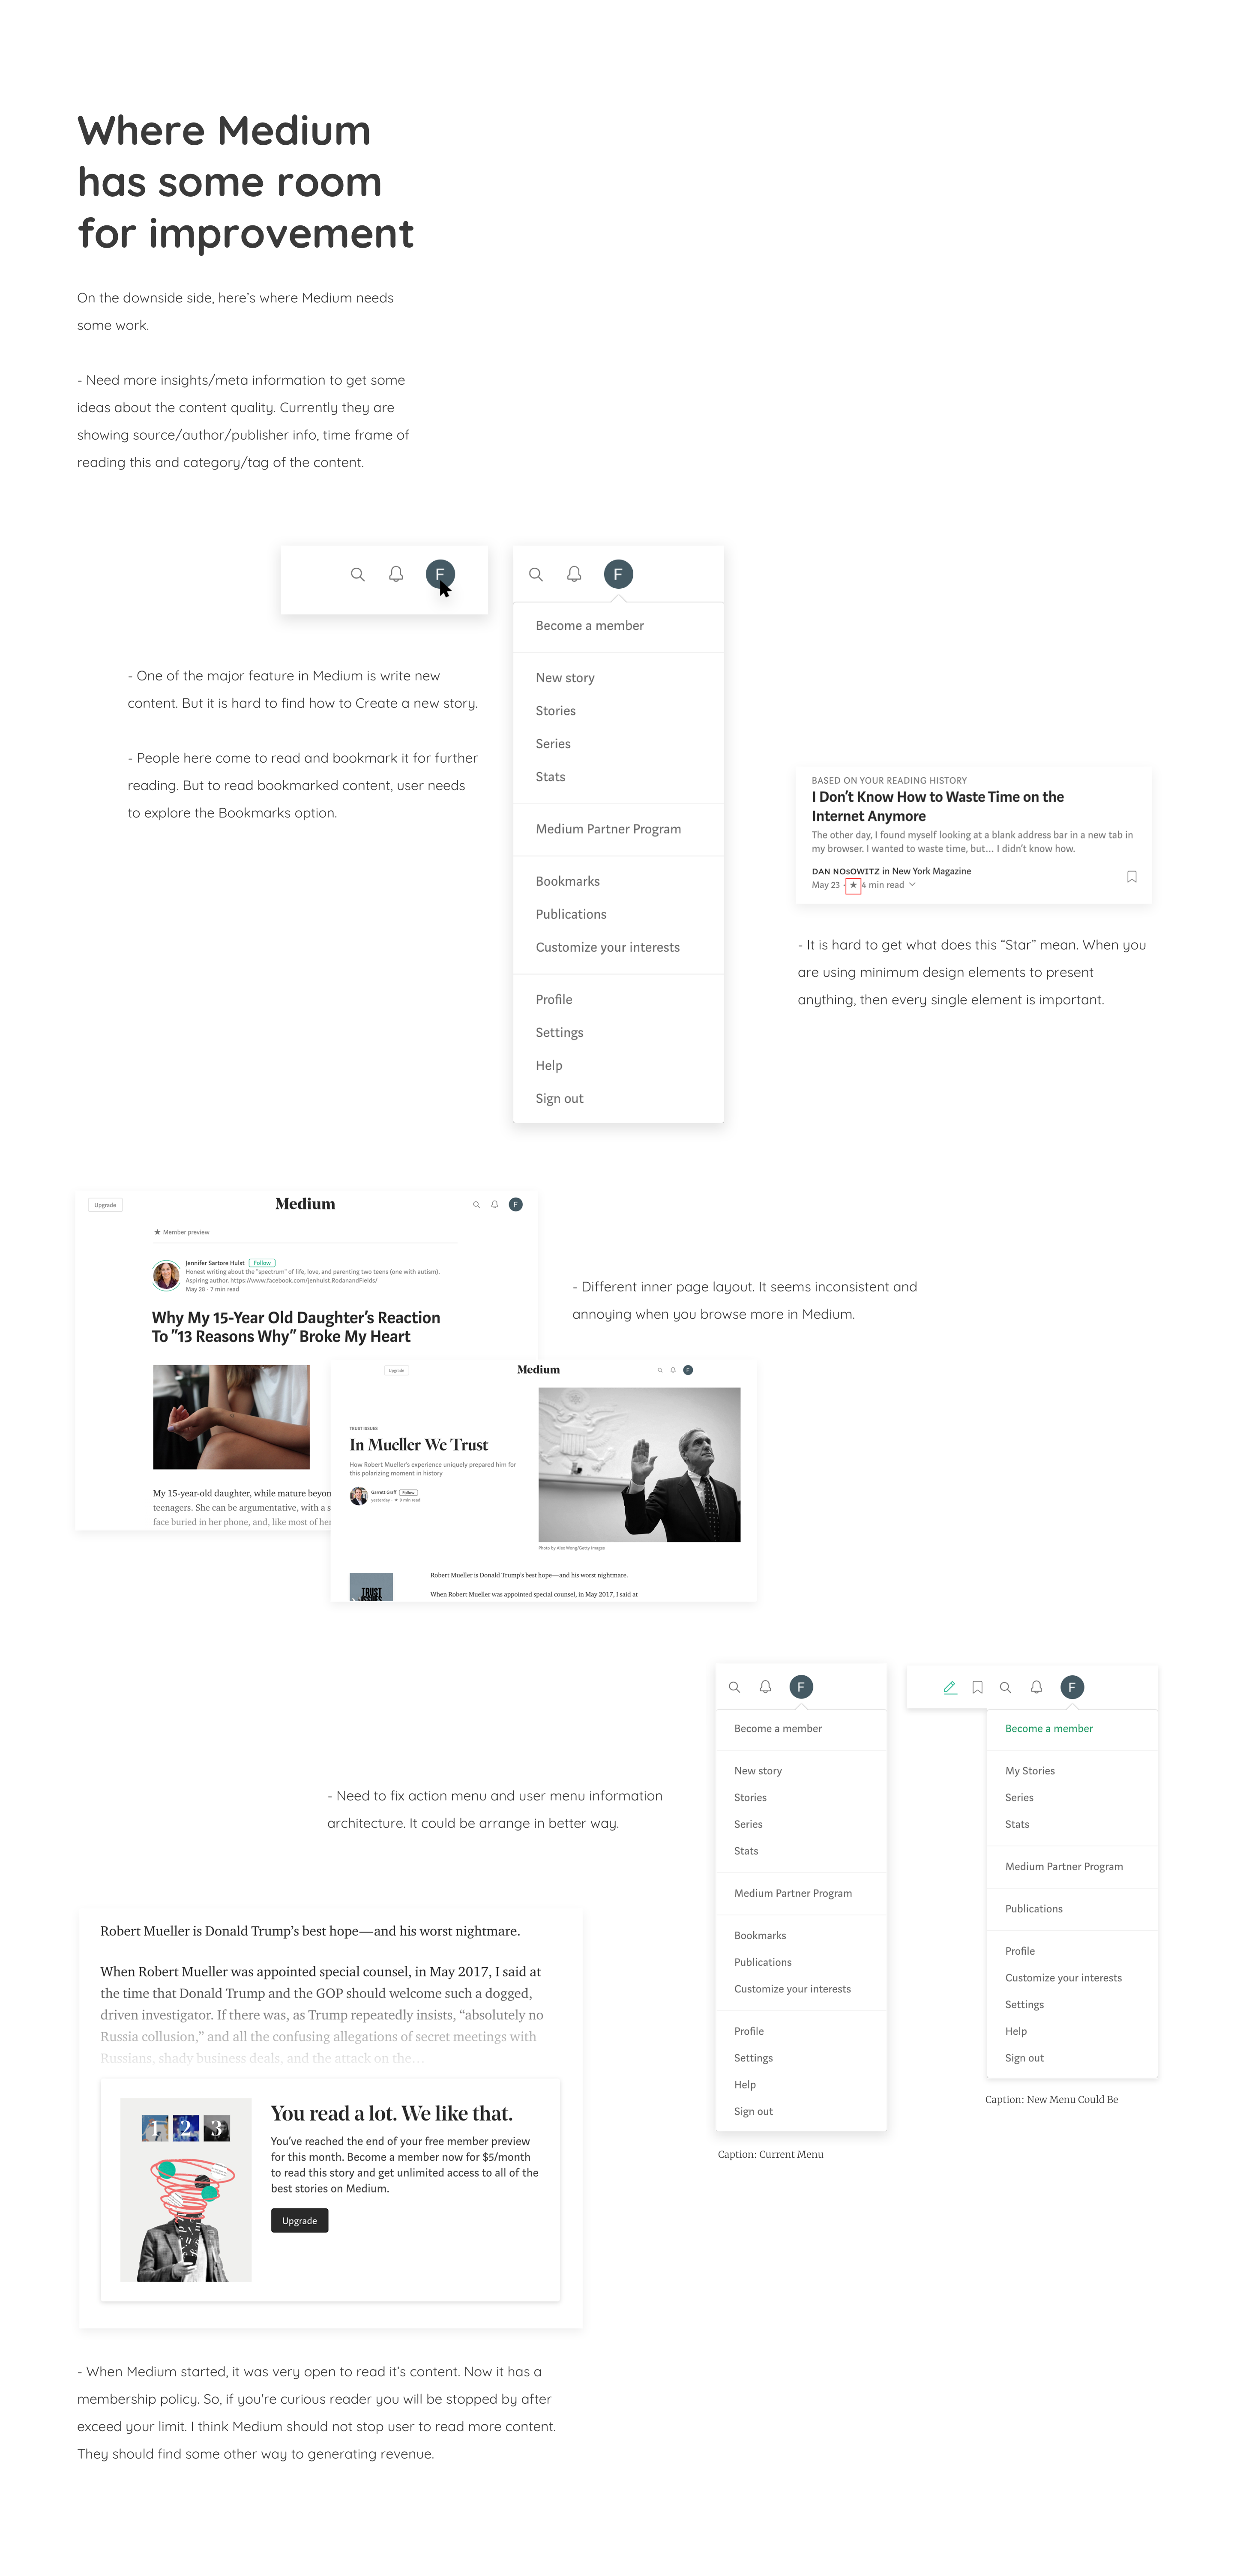 Where Medium
has some room
for improvement
On the downside side, here's where Medium needs
some work.
- Need more insights/meta information to get some
ideas about the content quality. Currently they are
showing source/author/publisher info, time frame of
reading this and category/tag of the content.
F
F
Become a member
New story
Stories
Series
Stats
Medium Partner Program
Bookmarks
Publications
Customize your interests
Profile
Settings
Help
Sign out
- One of the major feature in Medium is write new
content. But it is hard to find how to Create a new story.
- People here come to read and bookmark it for further
reading. But to read bookmarked content, user needs
to explore the Bookmarks option.
BASED ON YOUR READING HISTORY
I Don't Know How to Waste Time on the
Internet Anymore
The other day, I found myself looking at a blank address bar in a new tab in
my browser. I wanted to waste time, but... I didn't know how.
DAN NOsOWITZ in New York Magazine
May 23 · ★ 4 min read
- It is hard to get what does this “Star” mean. When you
are using minimum design elements to present
anything, then every single element is important.
Upgrade
Medium
F
★ Member preview
Jennifer Sartore Hulst Follow
Honest writing about the "spectrum" of life, love, and parenting two teens (one with autism).
Aspiring author. https://www.facebook.com/jenhulst.RodanandFields/
May 28 · 7 min read
Why My 15-Year Old Daughter's Reaction
To "13 Reasons Why" Broke My Heart
My 15-year-old daughter, while mature beyon
teenagers. She can be argumentative, with a s
face buried in her phone, and, like most of her
- Different inner page layout. It seems inconsistent and
annoying when you browse more in Medium.
Upgrade
Medium
F
TRUST ISSUES
In Mueller We Trust
How Robert Mueller's experience uniquely prepared him for
this polarizing moment in history
Garrett Graff Follow
yesterday · ★ 9 min read
Photo by Alex Wong/Getty Images
TRUST
ISSUES
Robert Mueller is Donald Trump's best hope—and his worst nightmare.
When Robert Mueller was appointed special counsel, in May 2017, I said at
- Need to fix action menu and user menu information
architecture. It could be arrange in better way.
F
Become a member
New story
Stories
Series
Stats
Medium Partner Program
Bookmarks
Publications
Customize your interests
Profile
Settings
Help
Sign out
Caption: Current Menu
F
Become a member
My Stories
Series
Stats
Medium Partner Program
Publications
Profile
Customize your interests
Settings
Help
Sign out
Caption: New Menu Could Be
Robert Mueller is Donald Trump's best hope—and his worst nightmare.
When Robert Mueller was appointed special counsel, in May 2017, I said at
the time that Donald Trump and the GOP should welcome such a dogged,
driven investigator. If there was, as Trump repeatedly insists, “absolutely no
Russia collusion,” and all the confusing allegations of secret meetings with
Russians, shady business deals, and the attack on the…
1 2 3
You read a lot. We like that.
You've reached the end of your free member preview
for this month. Become a member now for $5/month
to read this story and get unlimited access to all of the
best stories on Medium.
Upgrade
- When Medium started, it was very open to read it's content. Now it has a
membership policy. So, if you're curious reader you will be stopped by after
exceed your limit. I think Medium should not stop user to read more content.
They should find some other way to generating revenue.